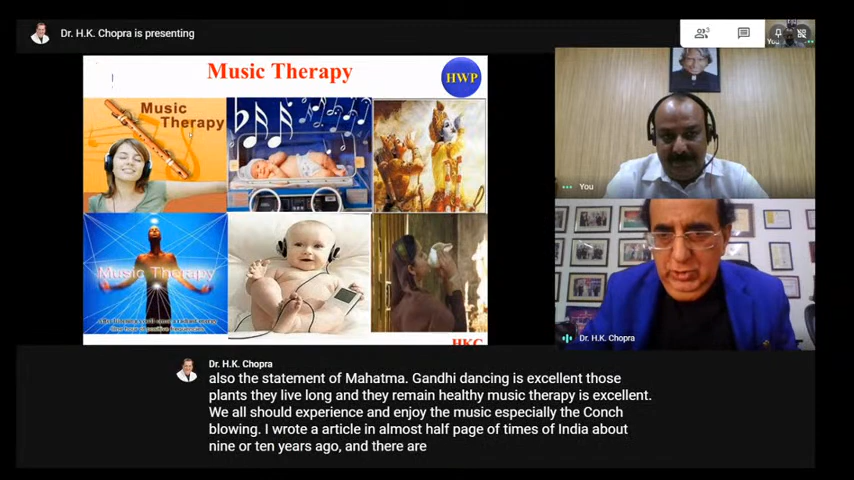 Dr. H.K. Chopra is presenting
3
You
Music Therapy
HWP
Music
Therapy
Music Therapy
HKC
You
Dr. H.K. Chopra
Dr. H.K. Chopra
also the statement of Mahatma. Gandhi dancing is excellent those
plants they live long and they remain healthy music therapy is excellent.
We all should experience and enjoy the music especially the Conch
blowing. I wrote a article in almost half page of times of India about
nine or ten years ago, and there are